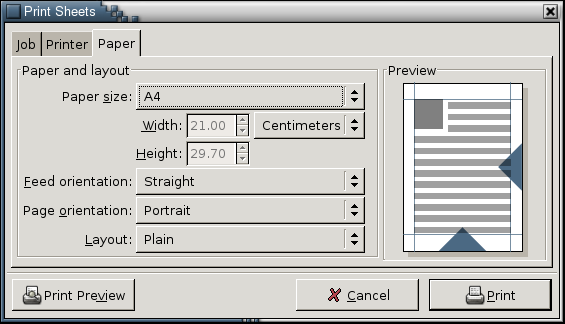 Print Sheets
Job Printer Paper
Paper and layout Preview
Paper size: A4
Width: 21.00 Centimeters
Height: 29.70
Feed orientation: Straight
Page orientation: Portrait
Layout: Plain
Print Preview Cancel Print